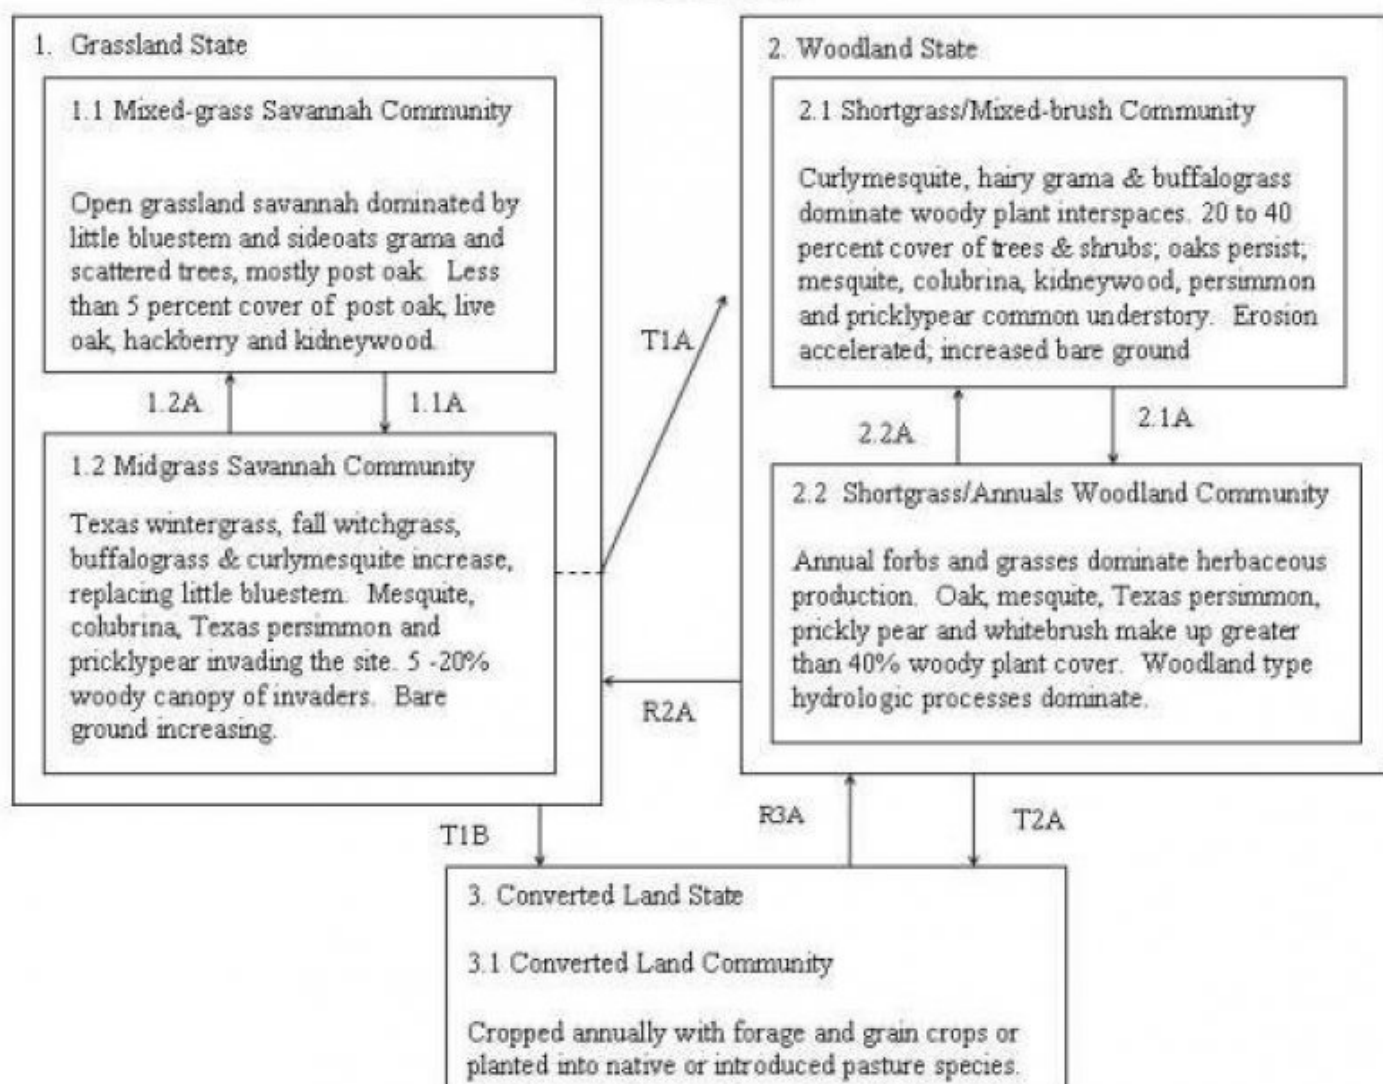 1. Grassland State
1.1 Mixed-grass Savannah Community
Open grassland savannah dominated by
little bluestem and sideoats grama and
scattered trees, mostly post oak. Less
than 5 percent cover of post oak, live
oak, hackberry and kidneywood.
1.2A
1.1A
1.2 Midgrass Savannah Community
Texas wintergrass, fall witchgrass,
buffalograss & curlymesquite increase,
replacing little bluestem. Mesquite,
colubrina, Texas persimmon and
pricklypear invading the site. 5 -20%
woody canopy of invaders. Bare
ground increasing.
T1A
R2A
2. Woodland State
2.1 Shortgrass/Mixed-brush Community
Curlymesquite, hairy grama & buffalograss
dominate woody plant interspaces. 20 to 40
percent cover of trees & shrubs; oaks persist;
mesquite, colubrina, kidneywood, persimmon
and pricklypear common understory. Erosion
accelerated; increased bare ground
2.2A
2.1A
2.2 Shortgrass/Annuals Woodland Community
Annual forbs and grasses dominate herbaceous
production. Oak, mesquite, Texas persimmon,
prickly pear and whitebrush make up greater
than 40% woody plant cover. Woodland type
hydrologic processes dominate.
T1B
R3A
T2A
3. Converted Land State
3.1 Converted Land Community
Cropped annually with forage and grain crops or
planted into native or introduced pasture species.